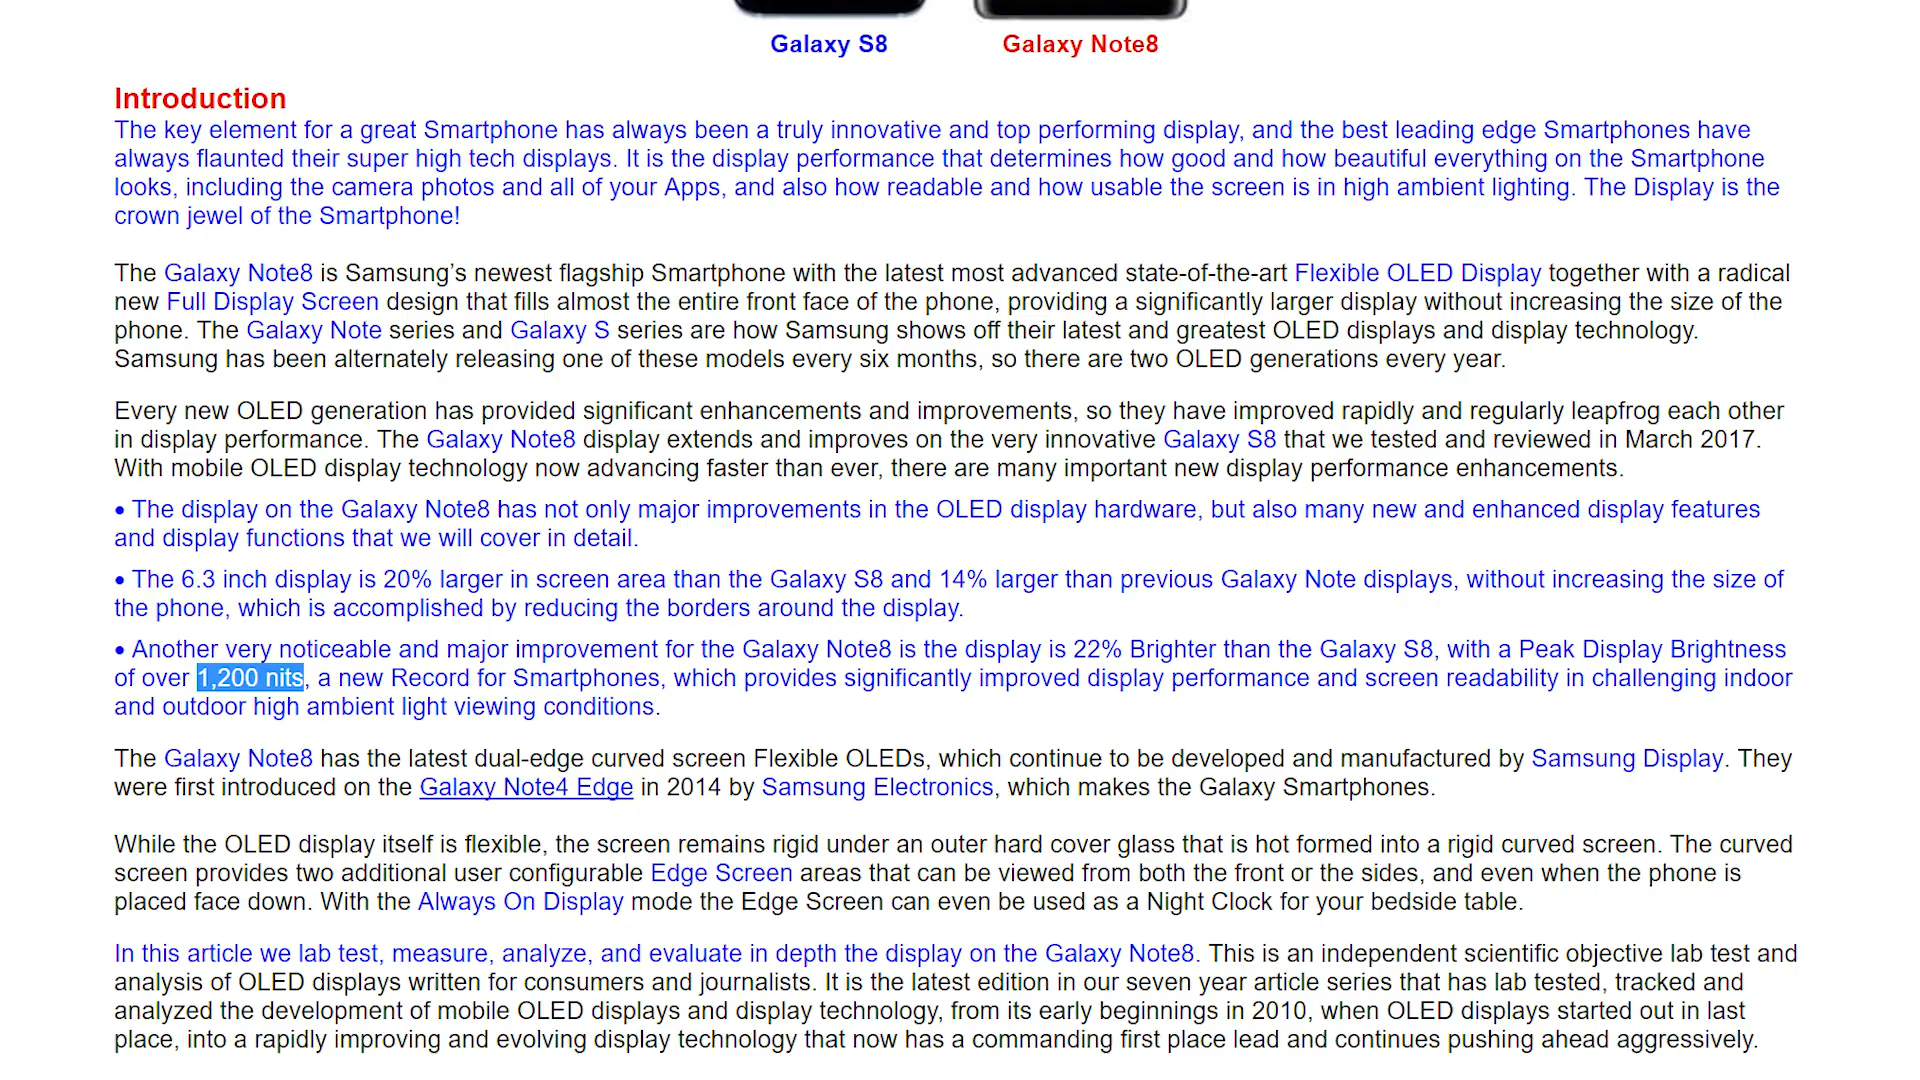 Galaxy S8 Galaxy Note8
Introduction
The key element for a great Smartphone has always been a truly innovative and top performing display, and the best leading edge Smartphones have
always flaunted their super high tech displays. It is the display performance that determines how good and how beautiful everything on the Smartphone
looks, including the camera photos and all of your Apps, and also how readable and how usable the screen is in high ambient lighting. The Display is the
crown jewel of the Smartphone!
The Galaxy Note8 is Samsung’s newest flagship Smartphone with the latest most advanced state-of-the-art Flexible OLED Display together with a radical
new Full Display Screen design that fills almost the entire front face of the phone, providing a significantly larger display without increasing the size of the
phone. The Galaxy Note series and Galaxy S series are how Samsung shows off their latest and greatest OLED displays and display technology.
Samsung has been alternately releasing one of these models every six months, so there are two OLED generations every year.
Every new OLED generation has provided significant enhancements and improvements, so they have improved rapidly and regularly leapfrog each other
in display performance. The Galaxy Note8 display extends and improves on the very innovative Galaxy S8 that we tested and reviewed in March 2017.
With mobile OLED display technology now advancing faster than ever, there are many important new display performance enhancements.
• The display on the Galaxy Note8 has not only major improvements in the OLED display hardware, but also many new and enhanced display features
and display functions that we will cover in detail.
• The 6.3 inch display is 20% larger in screen area than the Galaxy S8 and 14% larger than previous Galaxy Note displays, without increasing the size of
the phone, which is accomplished by reducing the borders around the display.
• Another very noticeable and major improvement for the Galaxy Note8 is the display is 22% Brighter than the Galaxy S8, with a Peak Display Brightness
of over 1,200 nits, a new Record for Smartphones, which provides significantly improved display performance and screen readability in challenging indoor
and outdoor high ambient light viewing conditions.
The Galaxy Note8 has the latest dual-edge curved screen Flexible OLEDs, which continue to be developed and manufactured by Samsung Display. They
were first introduced on the Galaxy Note4 Edge in 2014 by Samsung Electronics, which makes the Galaxy Smartphones.
While the OLED display itself is flexible, the screen remains rigid under an outer hard cover glass that is hot formed into a rigid curved screen. The curved
screen provides two additional user configurable Edge Screen areas that can be viewed from both the front or the sides, and even when the phone is
placed face down. With the Always On Display mode the Edge Screen can even be used as a Night Clock for your bedside table.
In this article we lab test, measure, analyze, and evaluate in depth the display on the Galaxy Note8. This is an independent scientific objective lab test and
analysis of OLED displays written for consumers and journalists. It is the latest edition in our seven year article series that has lab tested, tracked and
analyzed the development of mobile OLED displays and display technology, from its early beginnings in 2010, when OLED displays started out in last
place, into a rapidly improving and evolving display technology that now has a commanding first place lead and continues pushing ahead aggressively.